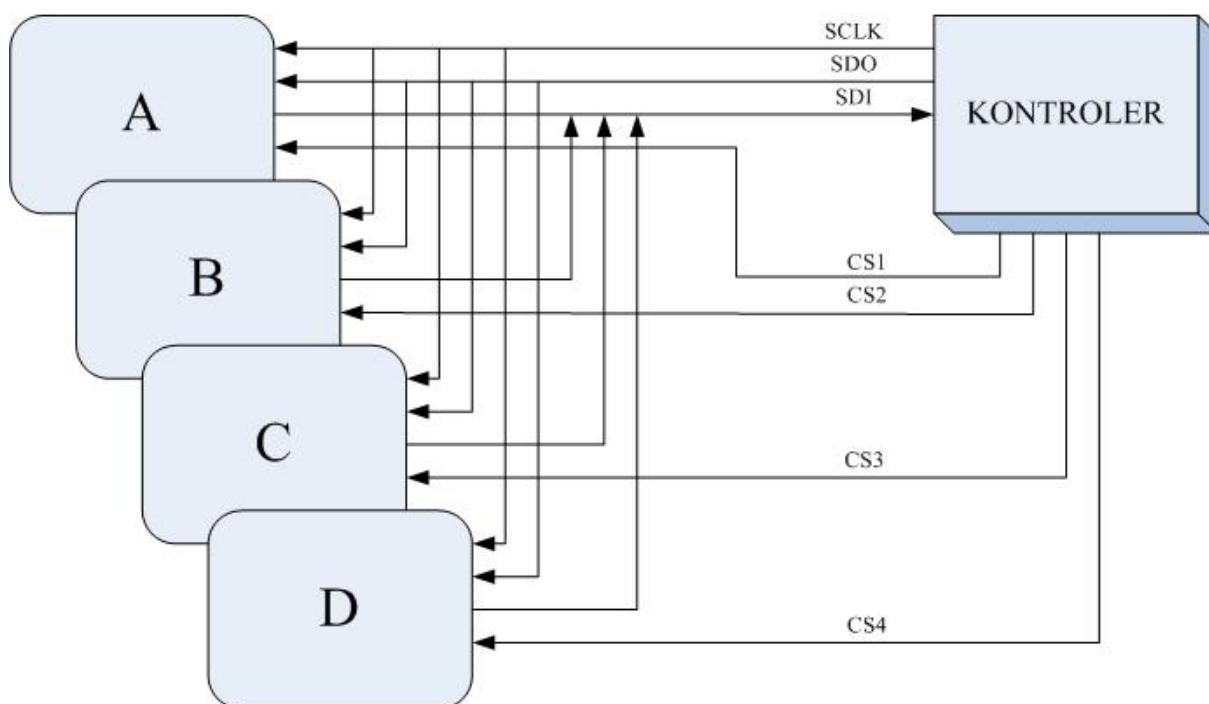 SCLK
SDO
SDI
A
KONTROLER
B
CS1
CS2
C
CS3
D
CS4